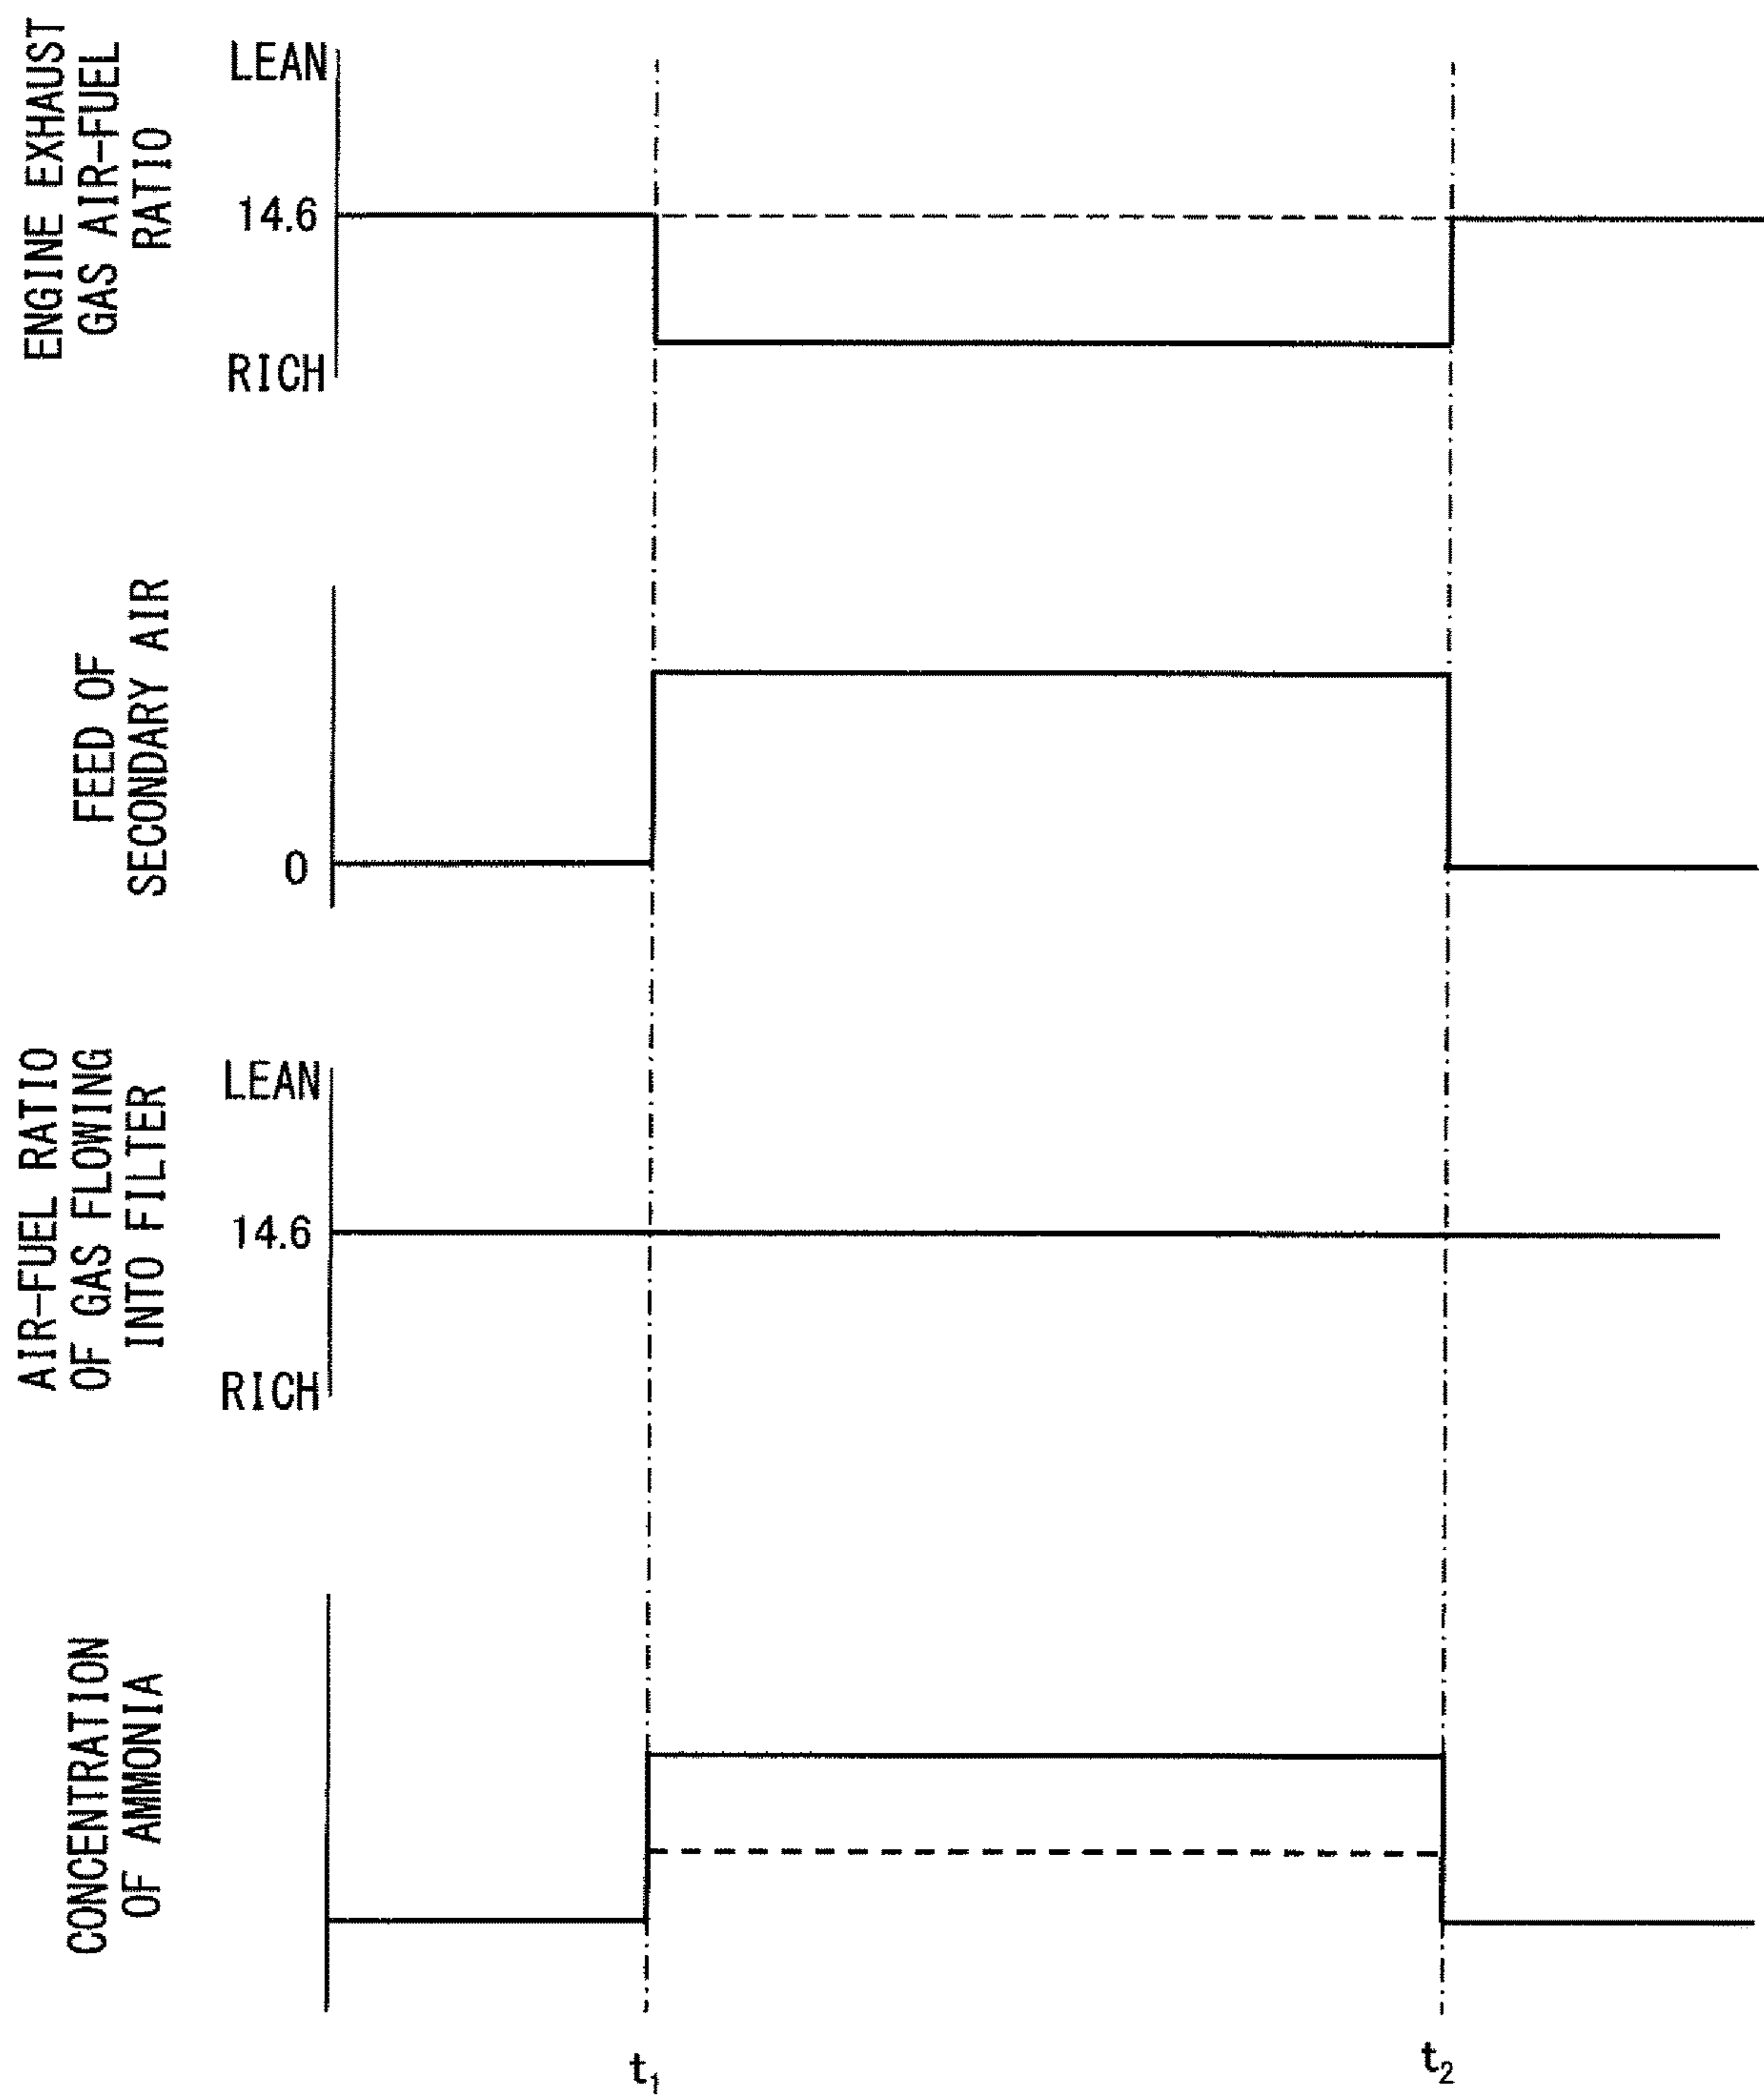 ENGINE EXHAUST
GAS AIR-FUEL
RATIO
LEAN
14.6
RICH
FEED OF
SECONDARY AIR
0
AIR-FUEL RATIO
OF GAS FLOWING
INTO FILTER
LEAN
14.6
RICH
CONCENTRATION
OF AMMONIA
t₁
t₂